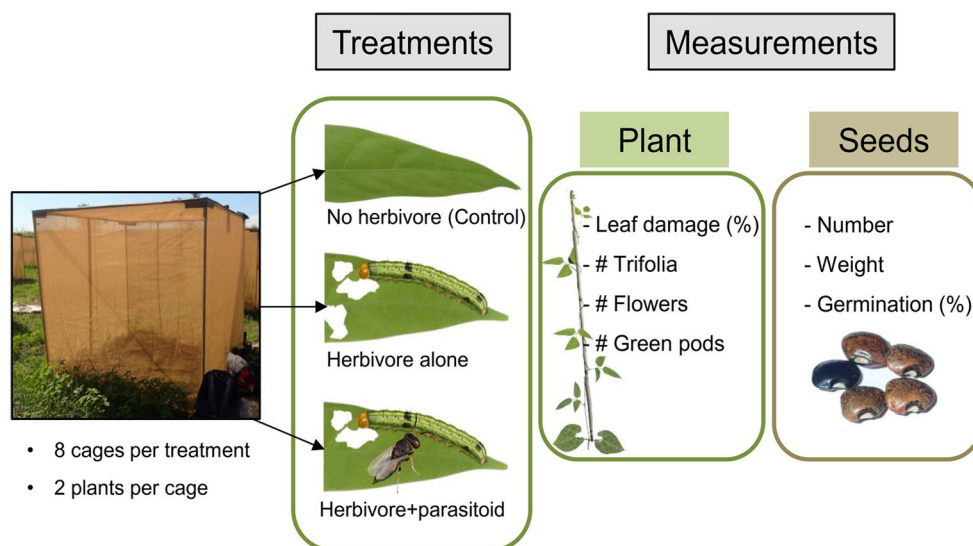 Treatments
Measurements
Plant
Seeds
No herbivore (Control)
Herbivore alone
Herbivore+parasitoid
- Leaf damage (%)
- # Trifolia
- # Flowers
- # Green pods
- Number
- Weight
- Germination (%)
• 8 cages per treatment
• 2 plants per cage